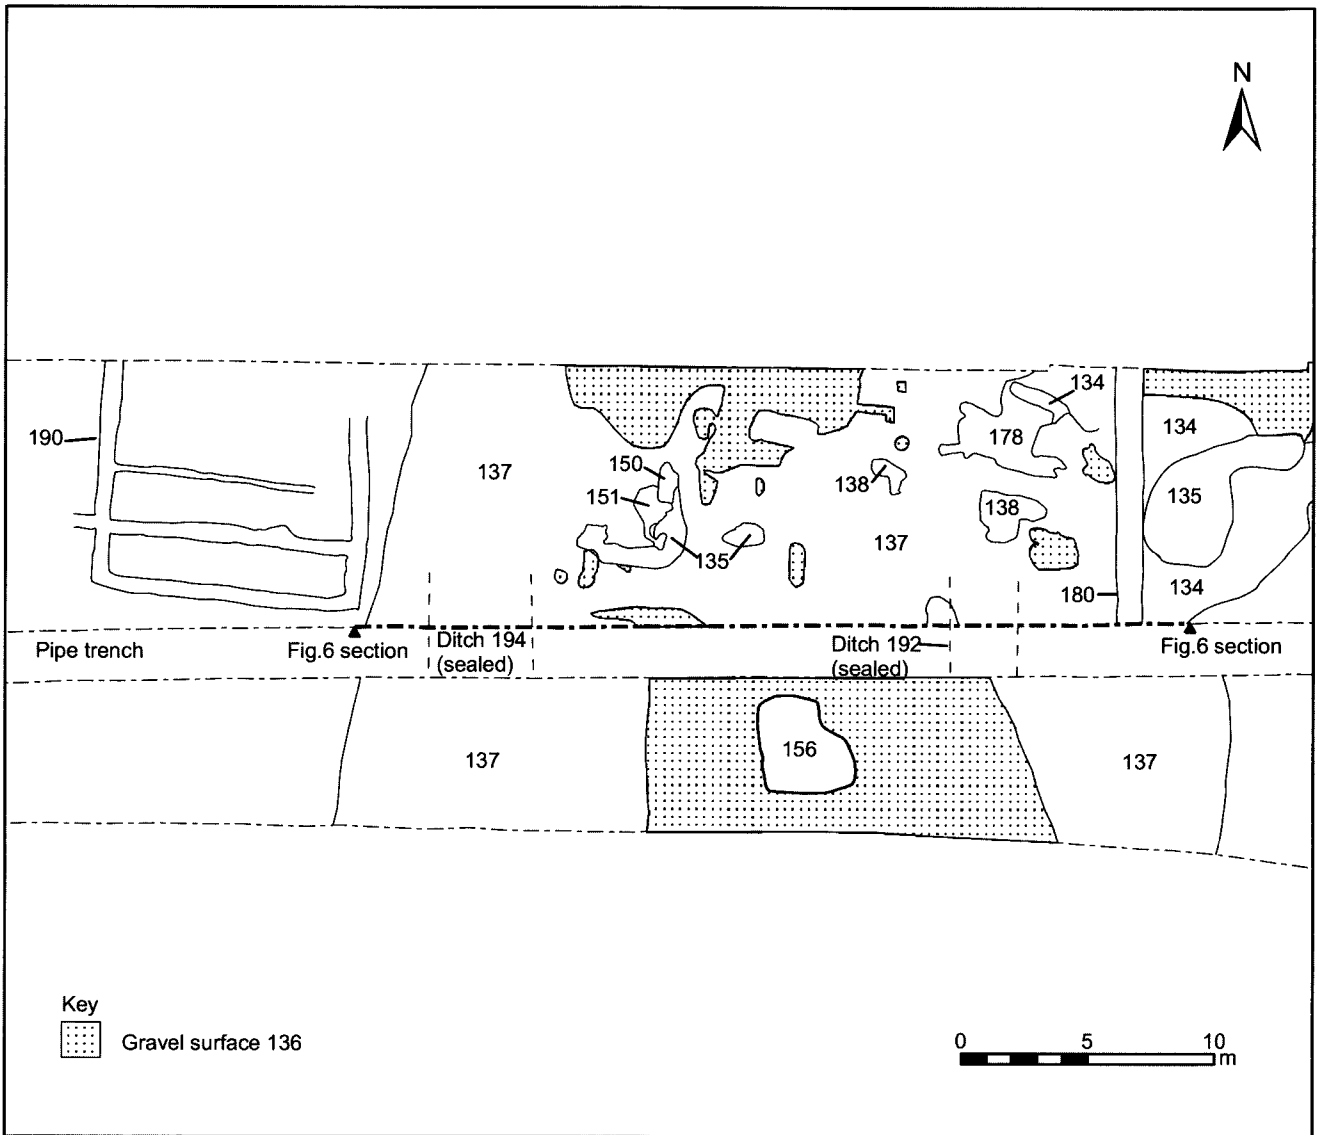 N
134
190
178
134
150
137
138
135
151
138
137
135
180
134
Pipe trench
Fig.6 section
Ditch 194
(sealed)
Ditch 192
(sealed)
Fig.6 section
156
137
137
Key
Gravel surface 136
0 5 10
m